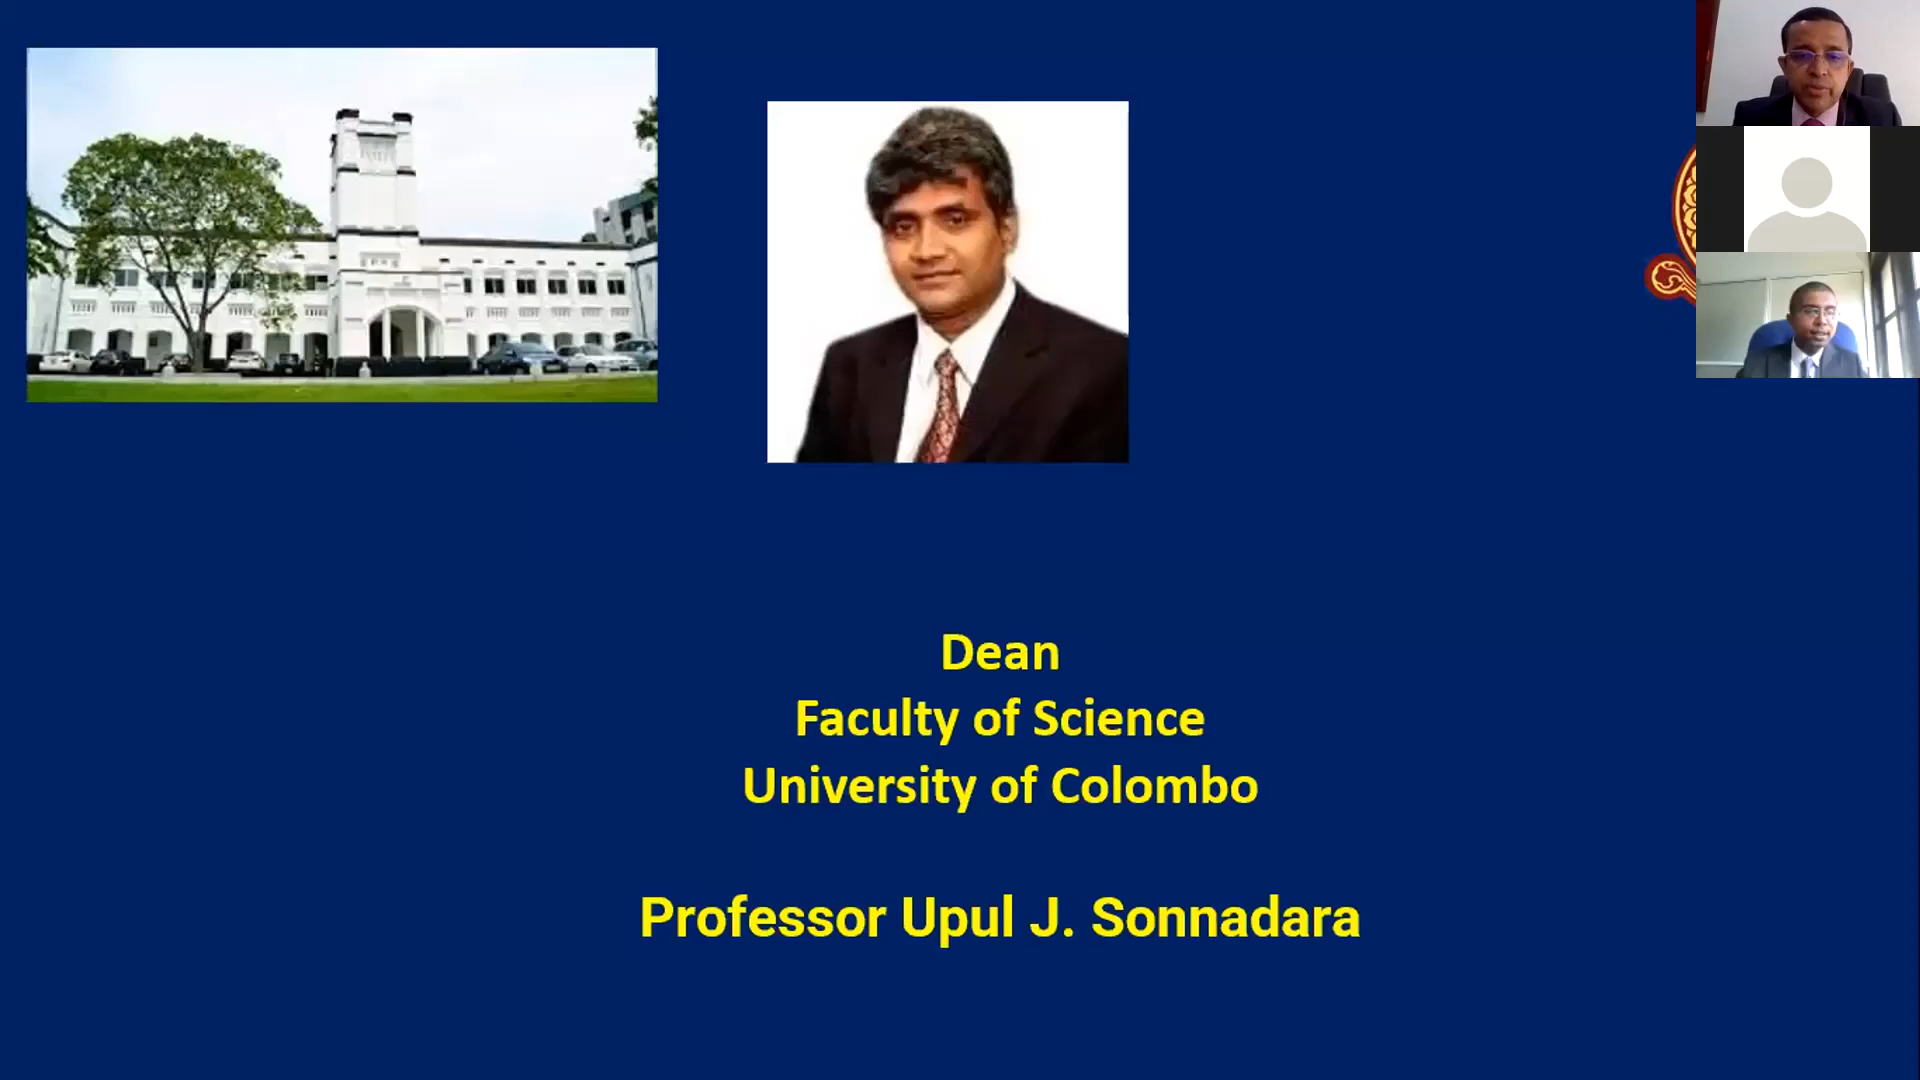 Dean
Faculty of Science
University of Colombo
Professor Upul J. Sonnadara